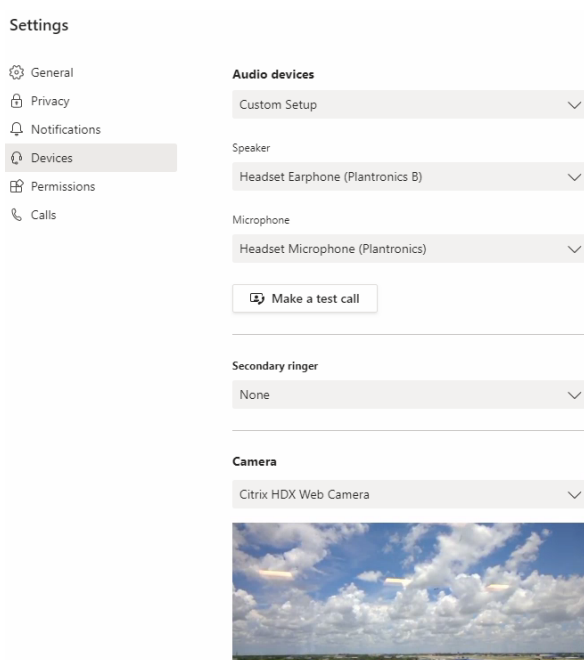 Settings
General
Privacy
Notifications
Devices
Permissions
Calls
Audio devices
Custom Setup
Speaker
Headset Earphone (Plantronics B)
Microphone
Headset Microphone (Plantronics)
Make a test call
Secondary ringer
None
Camera
Citrix HDX Web Camera